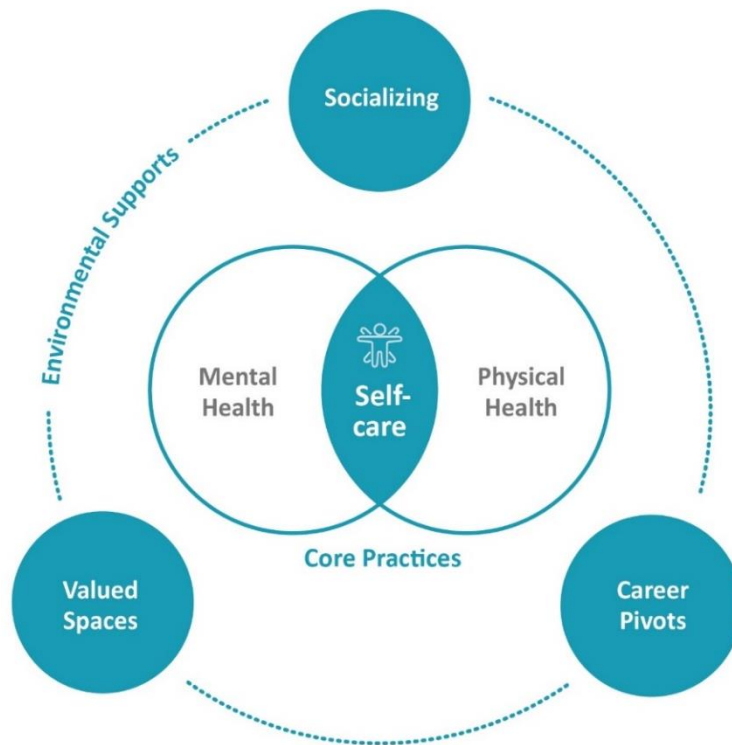 Socializing
Environmental Supports
Mental
Health
Self-
care
Physical
Health
Core Practices
Valued
Spaces
Career
Pivots